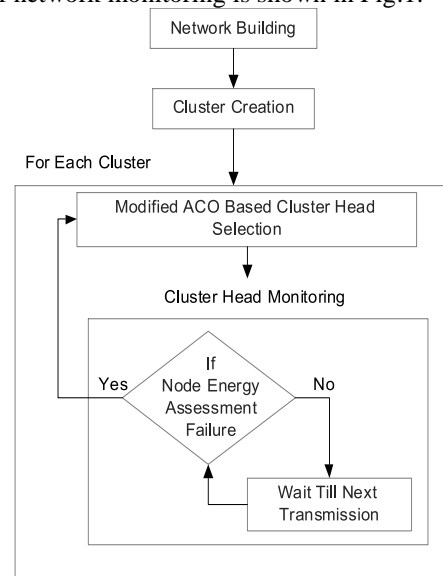 network monitoring is shown in Fig.1.
Network Building
Cluster Creation
For Each Cluster
Modified ACO Based Cluster Head
Selection
Cluster Head Monitoring
If
Node Energy
Assessment
Failure
Yes
No
Wait Till Next
Transmission